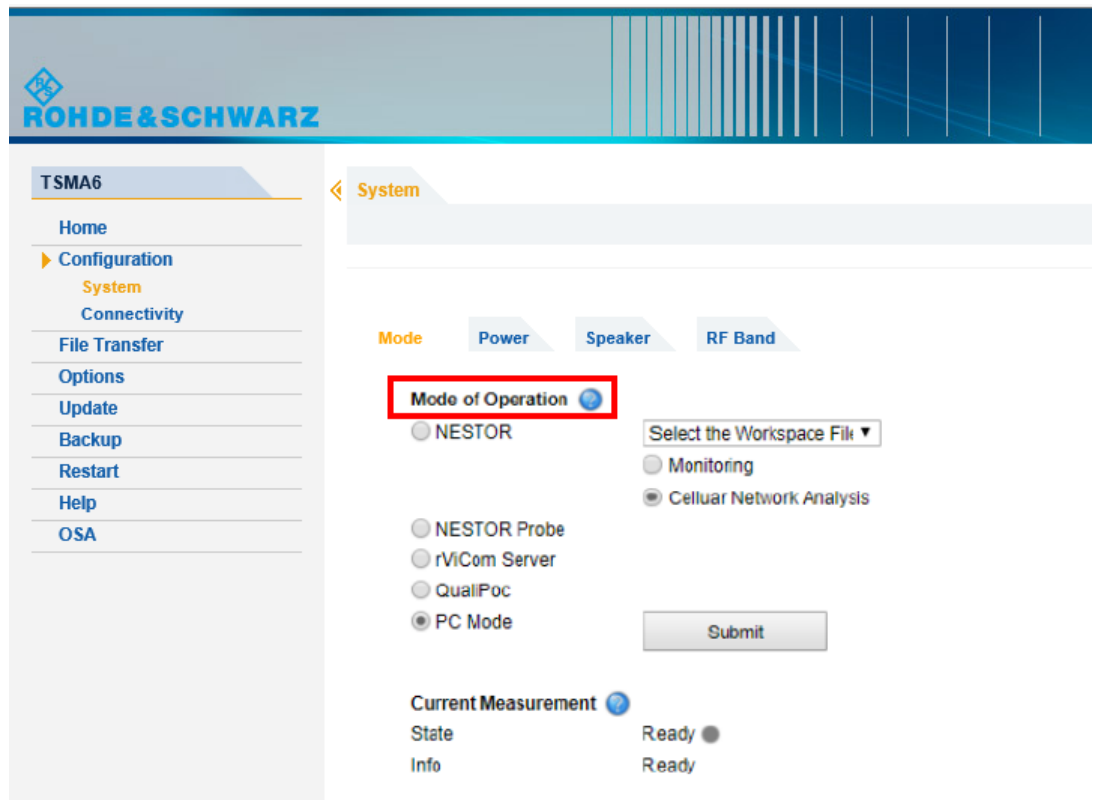 R&S
ROHDE&SCHWARZ
TSMA6
Home
Configuration
System
Connectivity
File Transfer
Options
Update
Backup
Restart
Help
OSA
System
Mode Power Speaker RF Band
Mode of Operation ?
NESTOR Select the Workspace File
Monitoring
Celluar Network Analysis
NESTOR Probe
rViCom Server
QualiPoc
PC Mode Submit
Current Measurement ?
State Ready
Info Ready